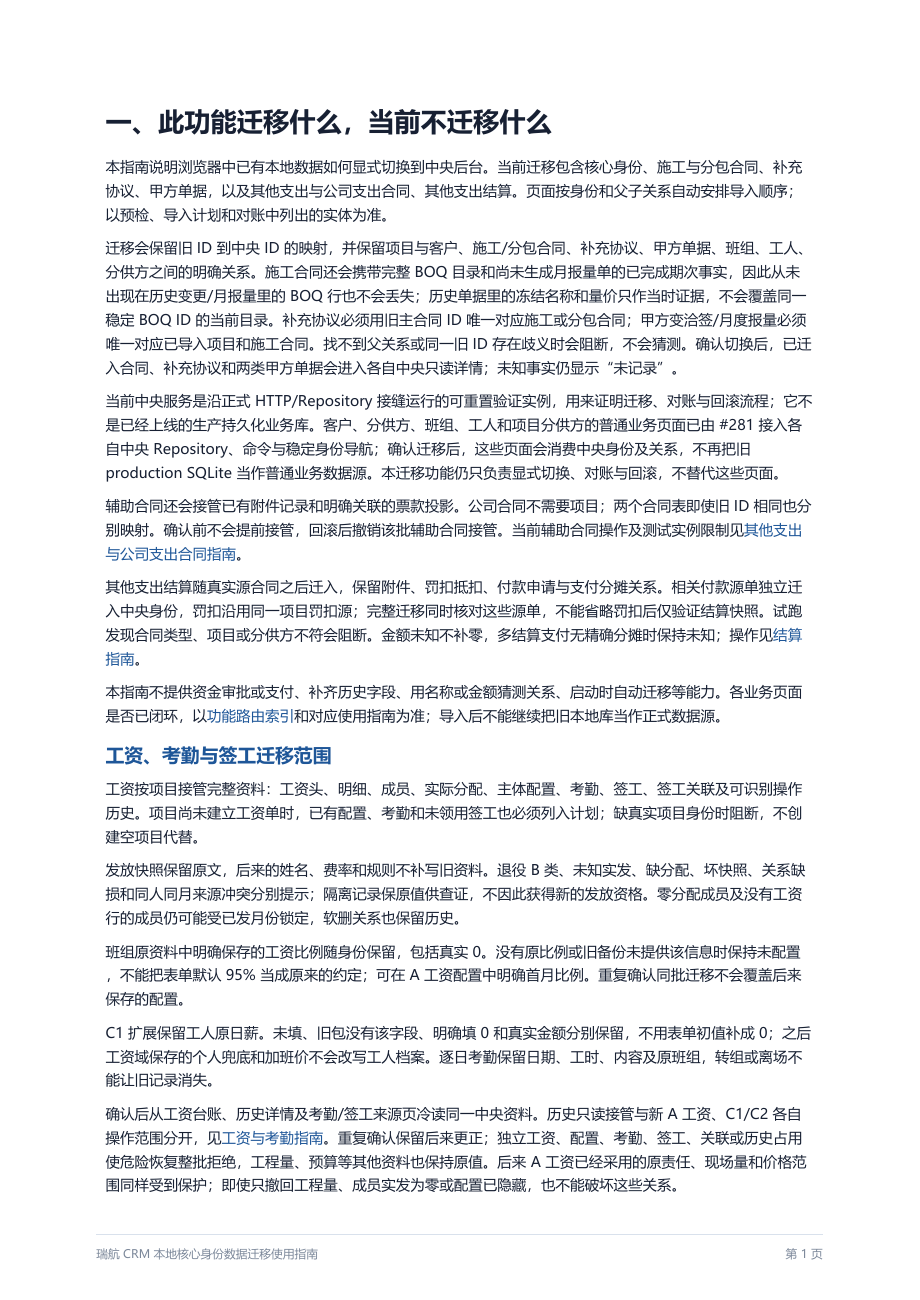 一、此功能迁移什么，当前不迁移什么
本指南说明浏览器中已有本地数据如何显式切换到中央后台。当前迁移包含核心身份、施工与分包合同、补充
协议、甲方单据，以及其他支出与公司支出合同、其他支出结算。页面按身份和父子关系自动安排导入顺序；
以预检、导入计划和对账中列出的实体为准。
迁移会保留旧 ID 到中央 ID 的映射，并保留项目与客户、施工/分包合同、补充协议、甲方单据、班组、工人、
分供方之间的明确关系。施工合同还会携带完整 BOQ 目录和尚未生成月报量单的已完成期次事实，因此从未
出现在历史变更/月报量里的 BOQ 行也不会丢失；历史单据里的冻结名称和量价只作当时证据，不会覆盖同一
稳定 BOQ ID 的当前目录。补充协议必须用旧主合同 ID 唯一对应施工或分包合同；甲方变洽签/月度报量必须
唯一对应已导入项目和施工合同。找不到父关系或同一旧 ID 存在歧义时会阻断，不会猜测。确认切换后，已迁
入合同、补充协议和两类甲方单据会进入各自中央只读详情；未知事实仍显示“未记录”。
当前中央服务是沿正式 HTTP/Repository 接缝运行的可重置验证实例，用来证明迁移、对账与回滚流程；它不
是已经上线的生产持久化业务库。客户、分供方、班组、工人和项目分供方的普通业务页面已由 #281 接入各
自中央 Repository、命令与稳定身份导航；确认迁移后，这些页面会消费中央身份及关系，不再把旧
production SQLite 当作普通业务数据源。本迁移功能仍只负责显式切换、对账与回滚，不替代这些页面。
辅助合同还会接管已有附件记录和明确关联的票款投影。公司合同不需要项目；两个合同表即使旧 ID 相同也分
别映射。确认前不会提前接管，回滚后撤销该批辅助合同接管。当前辅助合同操作及测试实例限制见其他支出
与公司支出合同指南。
其他支出结算随真实源合同之后迁入，保留附件、罚扣抵扣、付款申请与支付分摊关系。相关付款源单独立迁
入中央身份，罚扣沿用同一项目罚扣源；完整迁移同时核对这些源单，不能省略罚扣后仅验证结算快照。试跑
发现合同类型、项目或分供方不符会阻断。金额未知不补零，多结算支付无精确分摊时保持未知；操作见结算
指南。
本指南不提供资金审批或支付、补齐历史字段、用名称或金额猜测关系、启动时自动迁移等能力。各业务页面
是否已闭环，以功能路由索引和对应使用指南为准；导入后不能继续把旧本地库当作正式数据源。
工资、考勤与签工迁移范围
工资按项目接管完整资料：工资头、明细、成员、实际分配、主体配置、考勤、签工、签工关联及可识别操作
历史。项目尚未建立工资单时，已有配置、考勤和未领用签工也必须列入计划；缺真实项目身份时阻断，不创
建空项目代替。
发放快照保留原文，后来的姓名、费率和规则不补写旧资料。退役 B 类、未知实发、缺分配、坏快照、关系缺
损和同人同月来源冲突分别提示；隔离记录保原值供查证，不因此获得新的发放资格。零分配成员及没有工资
行的成员仍可能受已发月份锁定，软删关系也保留历史。
班组原资料中明确保存的工资比例随身份保留，包括真实 0。没有原比例或旧备份未提供该信息时保持未配置
，不能把表单默认 95% 当成原来的约定；可在 A 工资配置中明确首月比例。重复确认同批迁移不会覆盖后来
保存的配置。
C1 扩展保留工人原日薪。未填、旧包没有该字段、明确填 0 和真实金额分别保留，不用表单初值补成 0；之后
工资域保存的个人兜底和加班价不会改写工人档案。逐日考勤保留日期、工时、内容及原班组，转组或离场不
能让旧记录消失。
确认后从工资台账、历史详情及考勤/签工来源页冷读同一中央资料。历史只读接管与新 A 工资、C1/C2 各自
操作范围分开，见工资与考勤指南。重复确认保留后来更正；独立工资、配置、考勤、签工、关联或历史占用
使危险恢复整批拒绝，工程量、预算等其他资料也保持原值。后来 A 工资已经采用的原责任、现场量和价格范
围同样受到保护；即使只撤回工程量、成员实发为零或配置已隐藏，也不能破坏这些关系。
瑞航 CRM 本地核心身份数据迁移使用指南
第 1 页